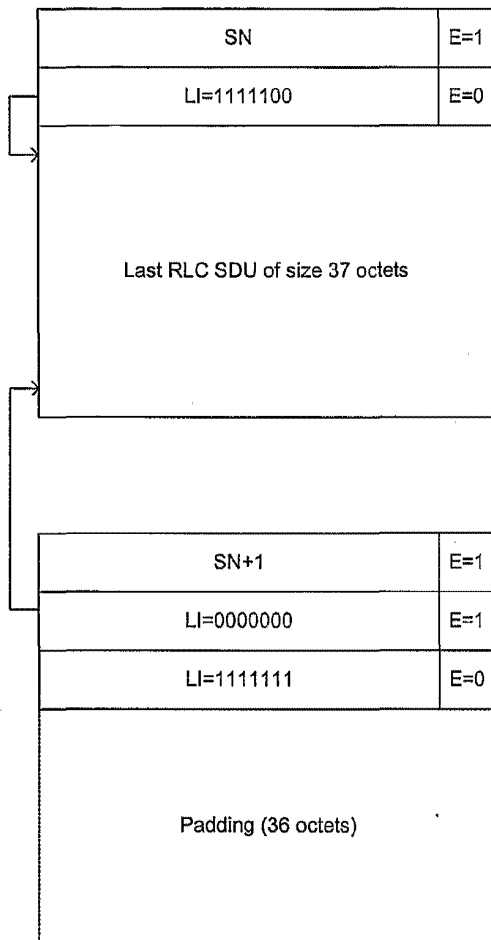 SN E=1
LI=1111100 E=0
Last RLC SDU of size 37 octets
SN+1 E=1
LI=0000000 E=1
LI=1111111 E=0
Padding (36 octets)